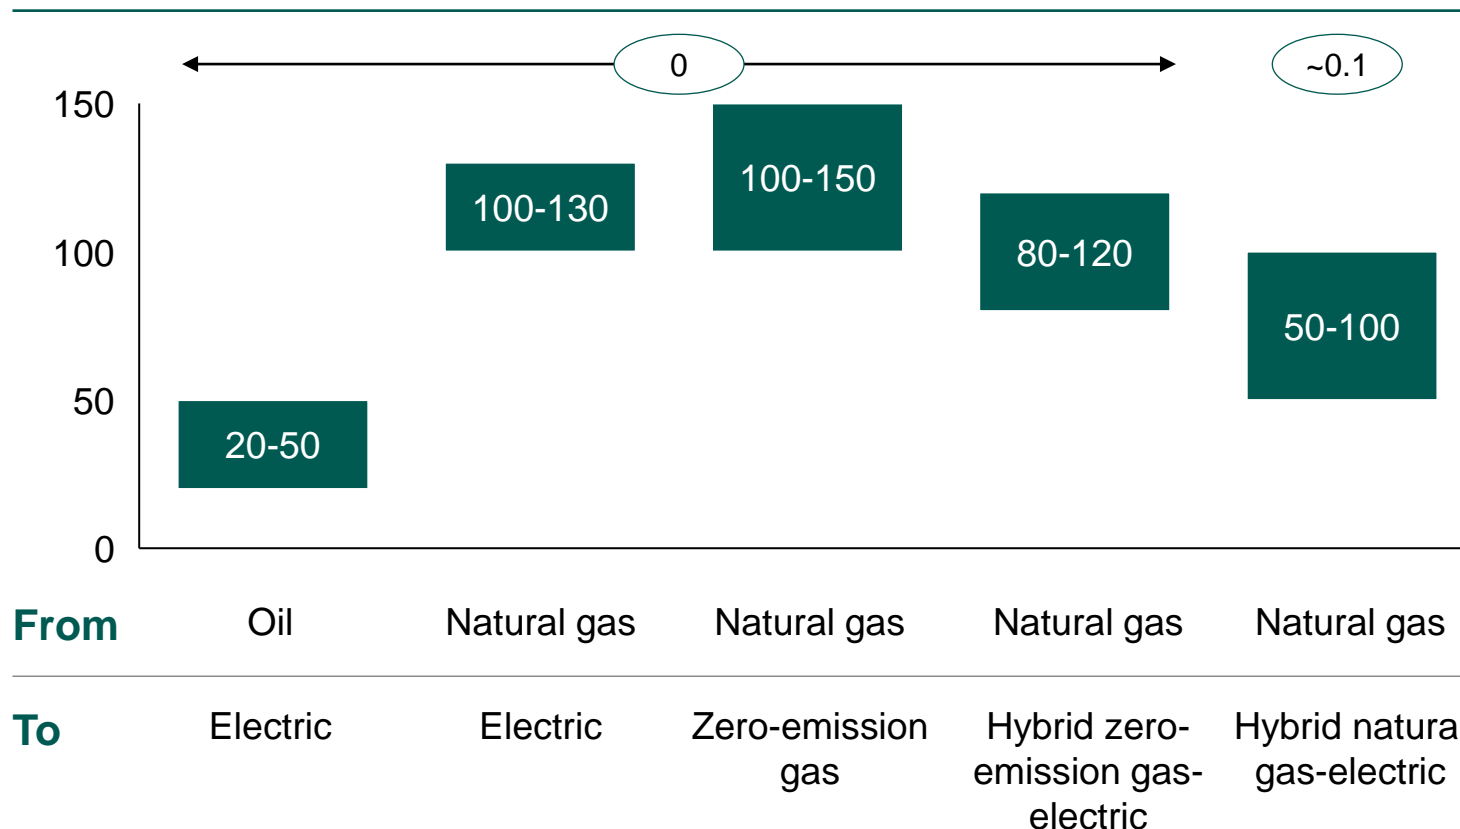 0
~0.1
150
100-150
100-130
100
80-120
50-100
50
20-50
0
From Oil Natural gas Natural gas Natural gas Natural gas
To Electric Electric Zero-emission Hybrid zero- Hybrid natura
gas emission gas- gas-electric
electric